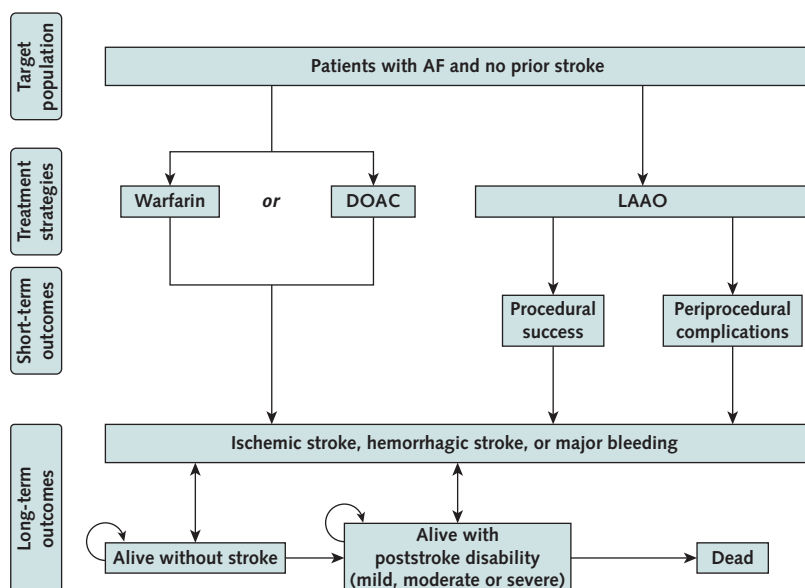 Target
population
Patients with AF and no prior stroke
Treatment
strategies
Warfarin
or
DOAC
LAAO
Short-term
outcomes
Procedural
success
Periprocedural
complications
Long-term
outcomes
Ischemic stroke, hemorrhagic stroke, or major bleeding
Alive without stroke
Alive with
poststroke disability
(mild, moderate or severe)
Dead